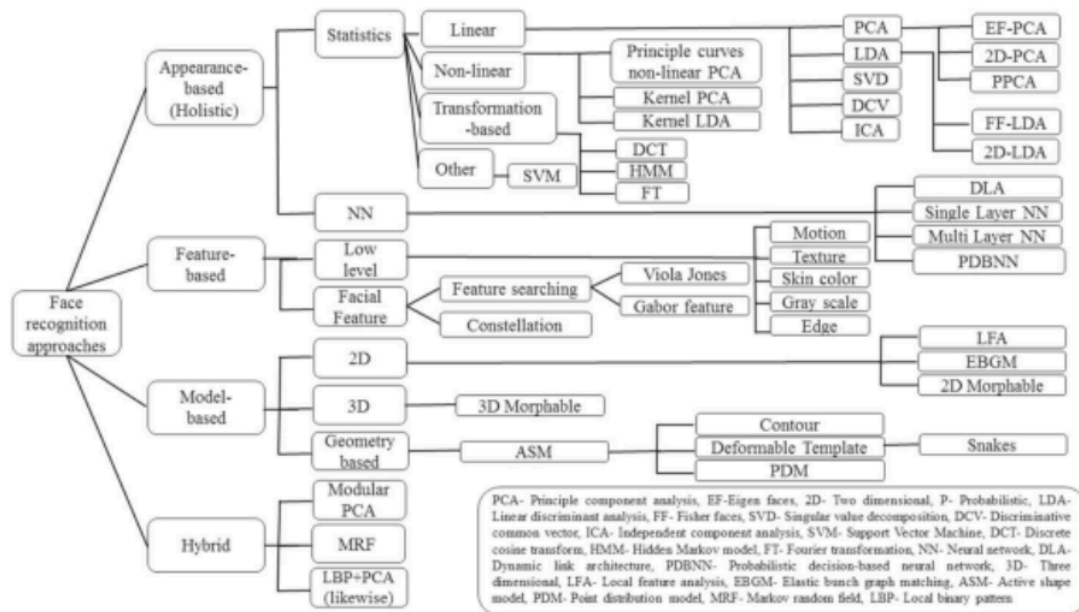 Face
recognition
approaches
Appearance-
based
(Holistic)
Statistics
Linear
PCA
EF-PCA
2D-PCA
PPCA
LDA
FF-LDA
2D-LDA
SVD
DCV
ICA
Non-linear
Principle curves
non-linear PCA
Kernel PCA
Kernel LDA
Transformation
-based
DCT
HMM
FT
Other
SVM
NN
DLA
Single Layer NN
Multi Layer NN
PDBNN
Feature-
based
Low
level
Motion
Texture
Skin color
Gray scale
Edge
Facial
Feature
Feature searching
Viola Jones
Gabor feature
Constellation
Model-
based
2D
LFA
EBGM
2D Morphable
3D
3D Morphable
Geometry
based
ASM
Contour
Deformable Template
Snakes
PDM
Hybrid
Modular
PCA
MRF
LBP+PCA
(likewise)
PCA- Principle component analysis, EF-Eigen faces, 2D- Two dimensional, P- Probabilistic, LDA-
Linear discriminant analysis, FF- Fisher faces, SVD- Singular value decomposition, DCV- Discriminative
common vector, ICA- Independent component analysis, SVM- Support Vector Machine, DCT- Discrete
cosine transform, HMM- Hidden Markov model, FT- Fourier transformation, NN- Neural network, DLA-
Dynamic link architecture, PDBNN- Probabilistic decision-based neural network, 3D- Three
dimensional, LFA- Local feature analysis, EBGM- Elastic bunch graph matching, ASM- Active shape
model, PDM- Point distribution model, MRF- Markov random field, LBP- Local binary pattern